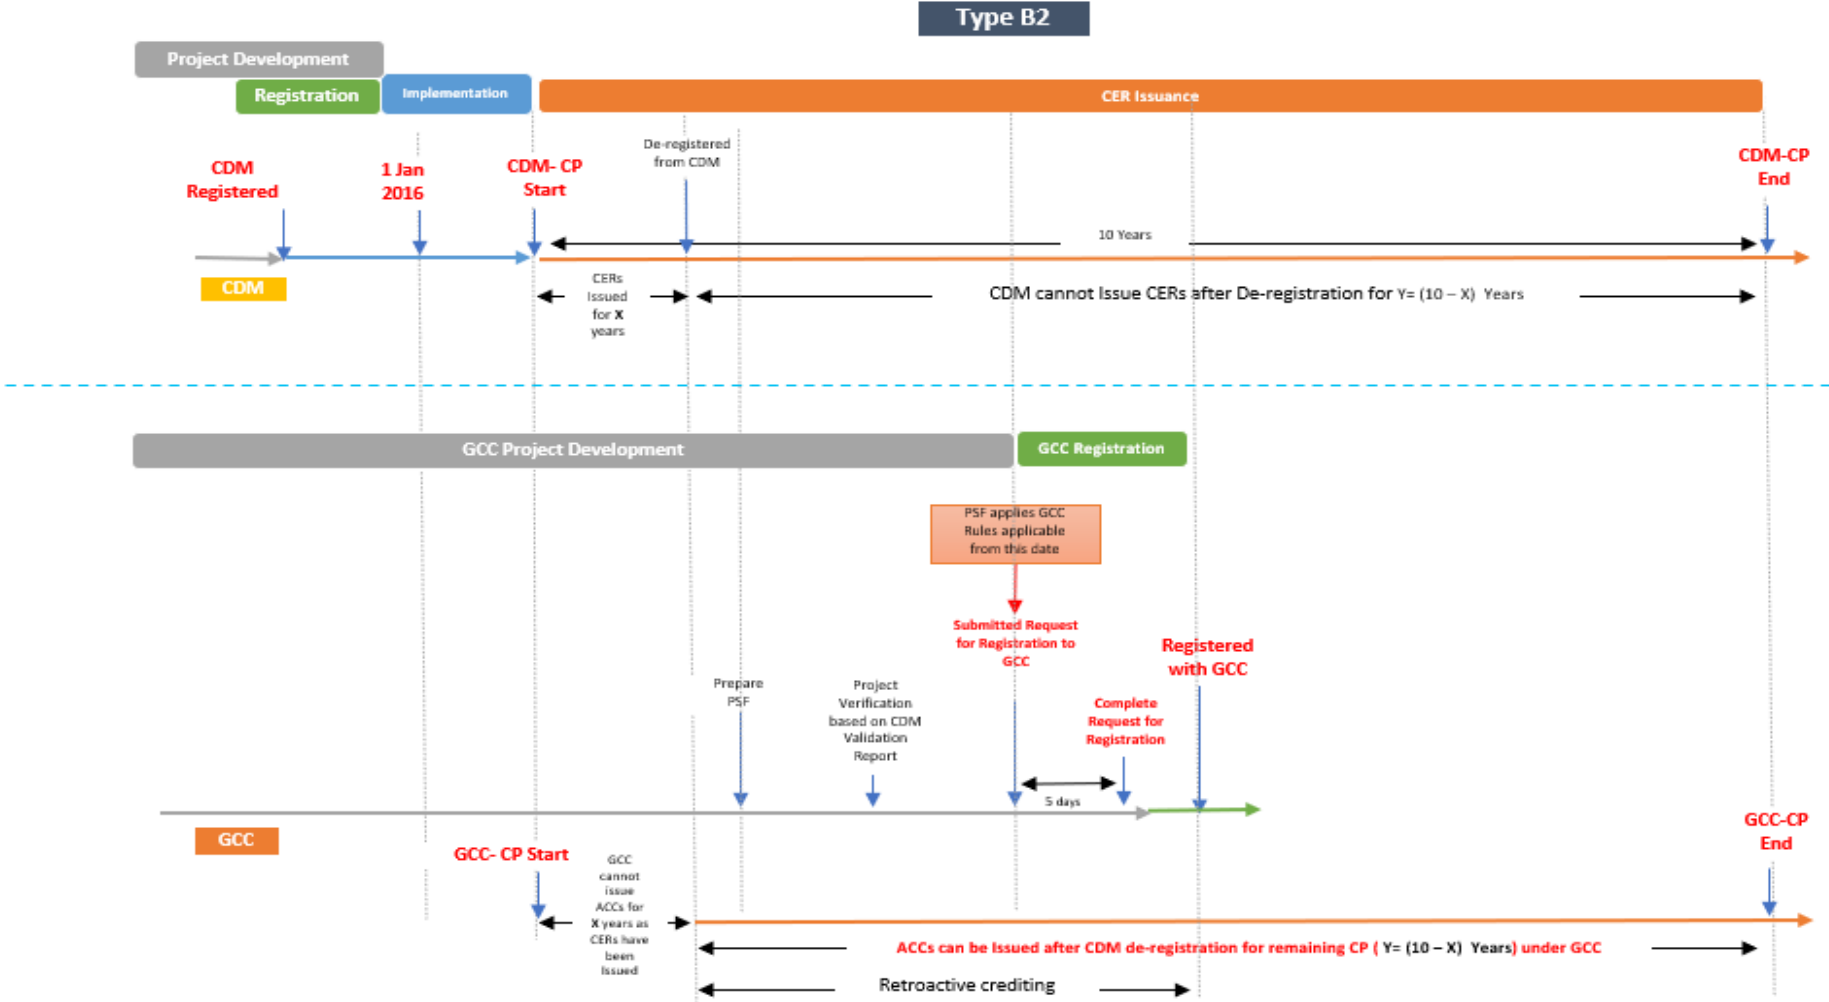 Type B2
Project Development
Registration
Implementation
CER Issuance
De-registered
from CDM
CDM
Registered
1 Jan
2016
CDM- CP
Start
CDM-CP
End
10 Years
CDM
CERs
Issued
for X
years
CDM cannot Issue CERs after De-registration for Y= (10 – X) Years
GCC Project Development
GCC Registration
PSF applies GCC
Rules applicable
from this date
Submitted Request
for Registration to
GCC
Registered
with GCC
Prepare
PSF
Project
Verification
based on CDM
Validation
Report
Complete
Request for
Registration
5 days
GCC
GCC- CP Start
GCC-CP
End
GCC
cannot
issue
ACCs for
X years as
CERs have
been
Issued
ACCs can be Issued after CDM de-registration for remaining CP ( Y= (10 – X) Years) under GCC
Retroactive crediting